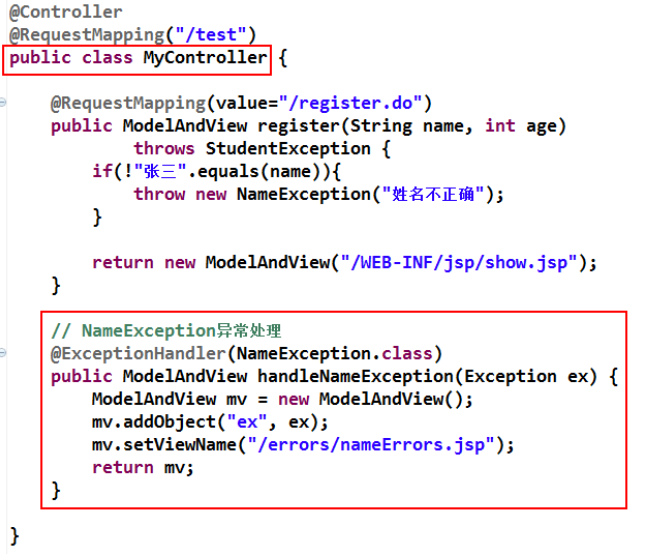 @Controller
@RequestMapping("/test")
public class MyController {
@RequestMapping(value="/register.do")
public ModelAndView register(String name, int age)
throws StudentException {
if(!"张三".equals(name)){
throw new NameException("姓名不正确");
}
return new ModelAndView("/WEB-INF/jsp/show.jsp");
}
// NameException异常处理
@ExceptionHandler(NameException.class)
public ModelAndView handleNameException(Exception ex) {
ModelAndView mv = new ModelAndView();
mv.addObject("ex", ex);
mv.setViewName("/errors/nameErrors.jsp");
return mv;
}
}